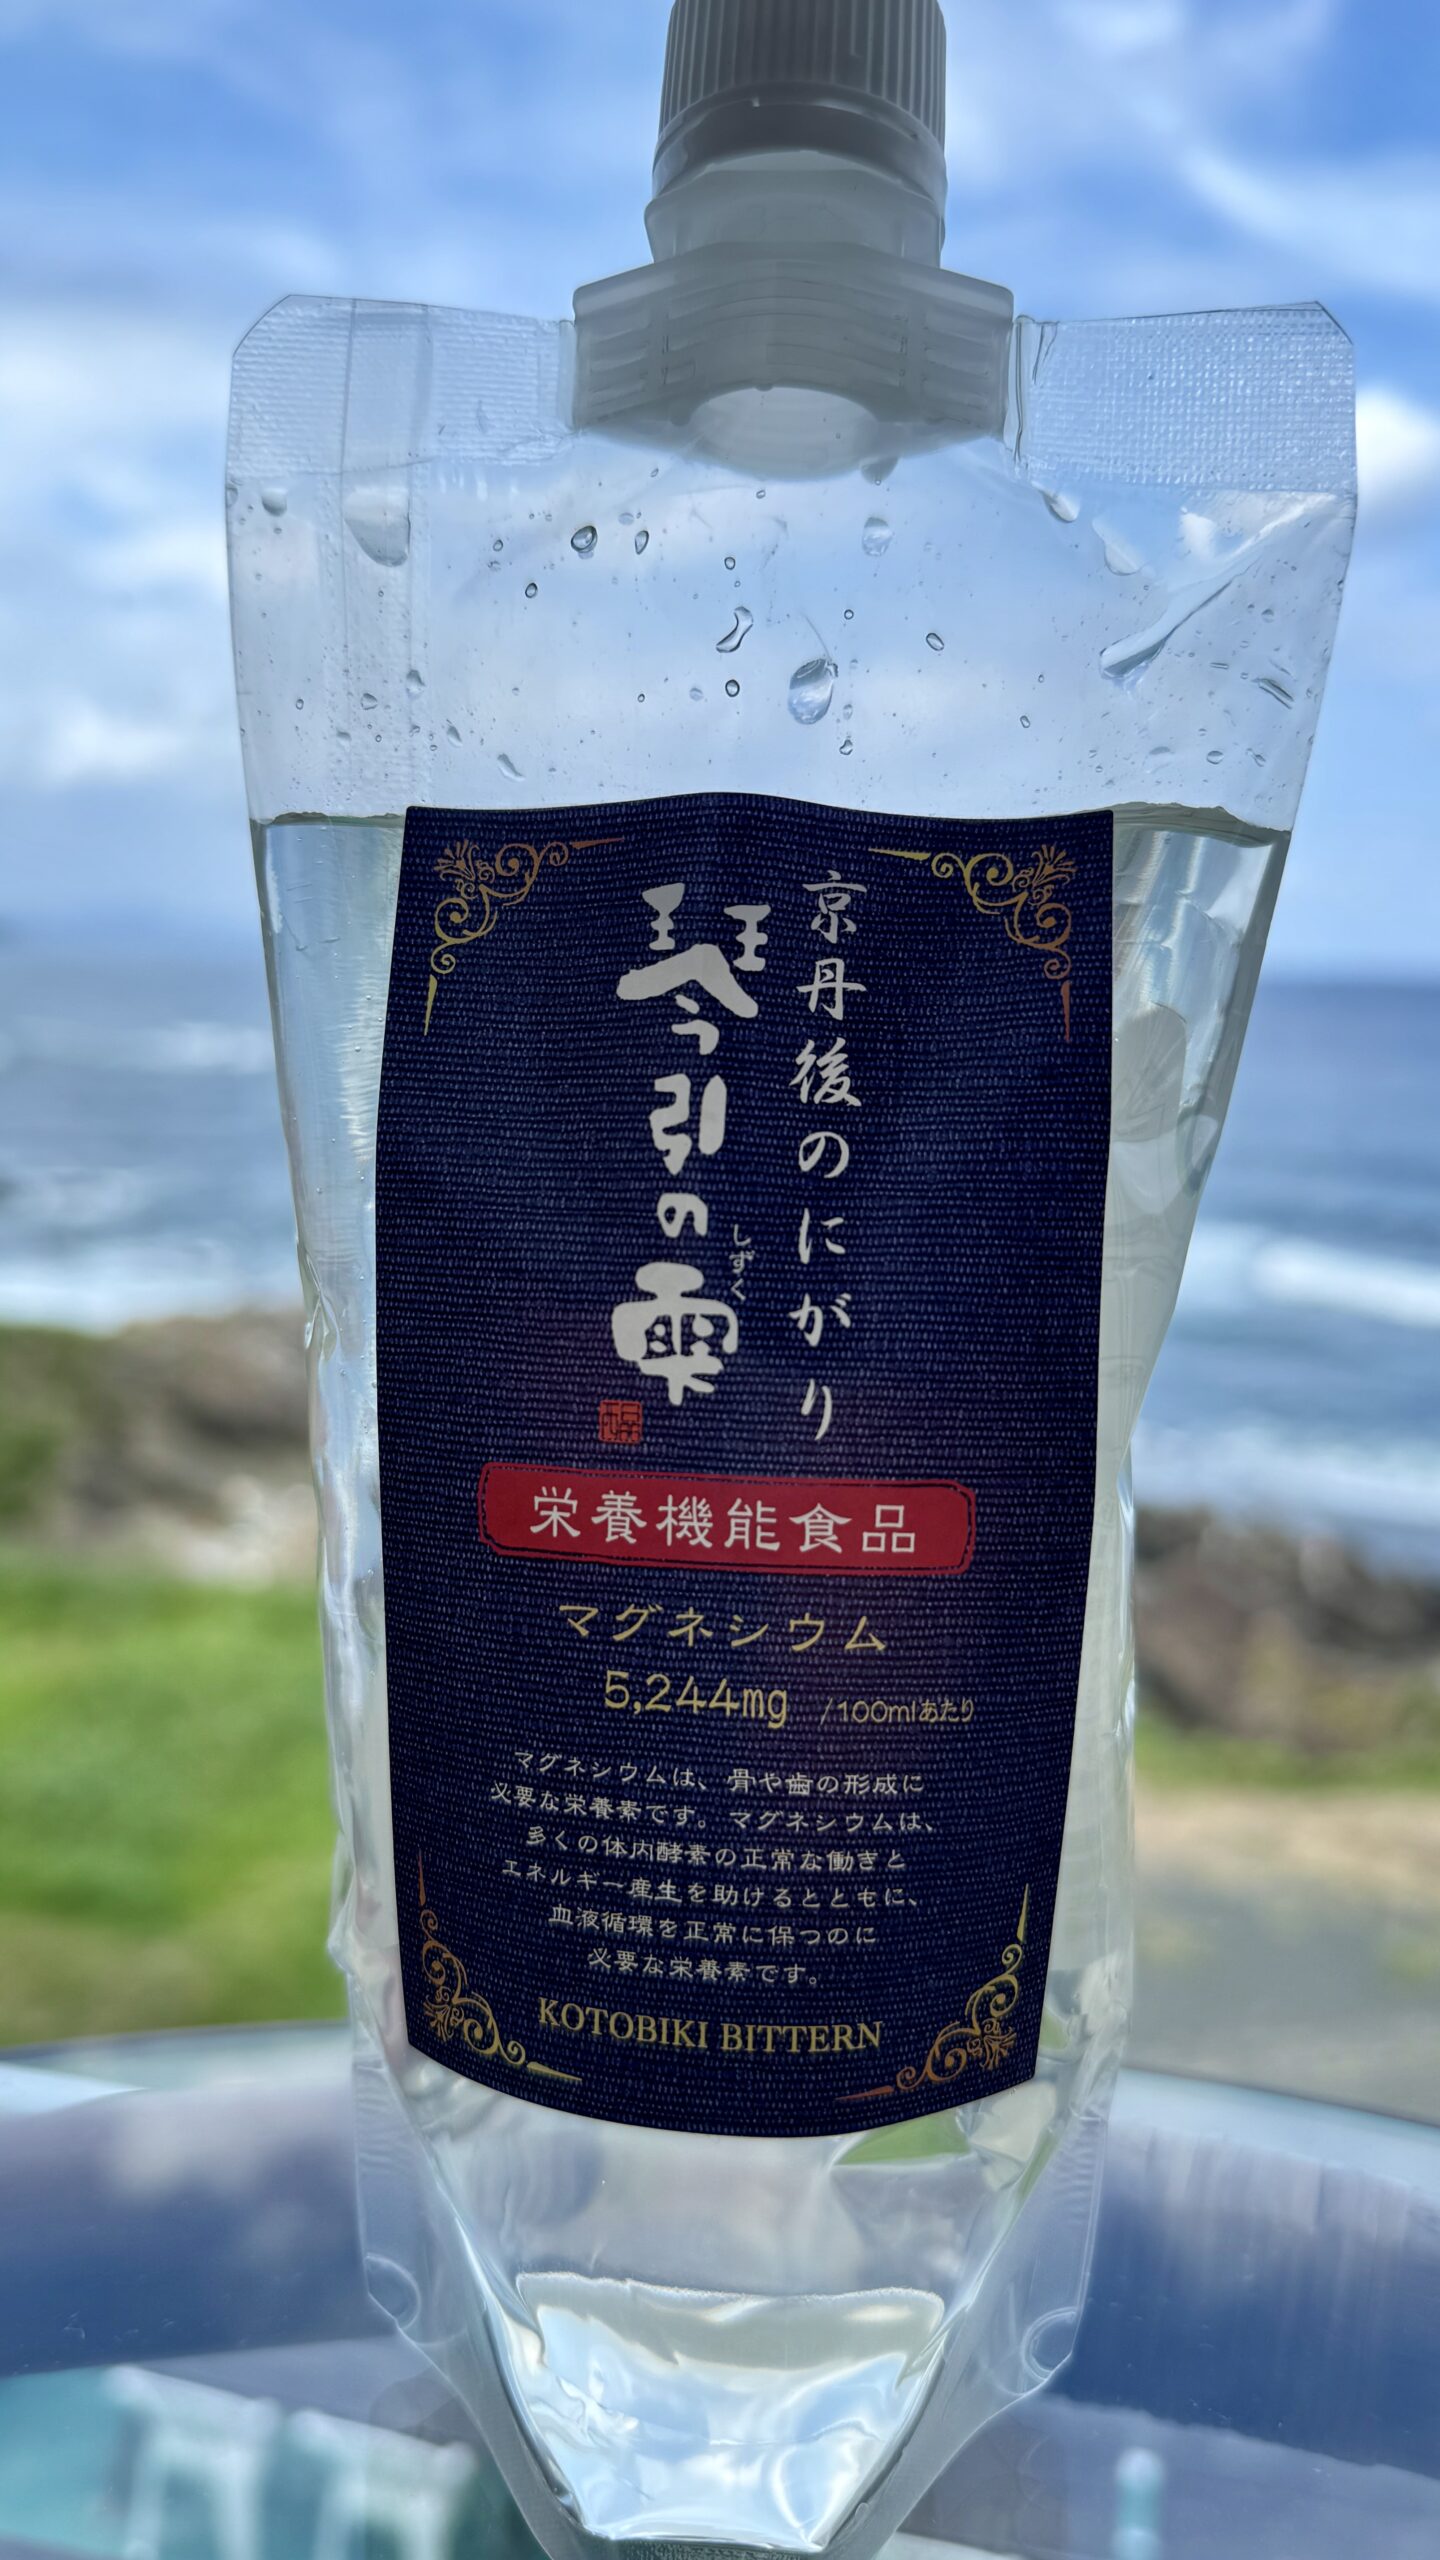 京丹後のにがり
琴引の雫
しずく
栄養機能食品
マグネシウム
5,244mg /100mlあたり
マグネシウムは、骨や歯の形成に
必要な栄養素です。マグネシウムは、
多くの体内酵素の正常な働きと
エネルギー産生を助けるとともに、
血液循環を正常に保つのに
必要な栄養素です。
KOTOBIKI BITTERN